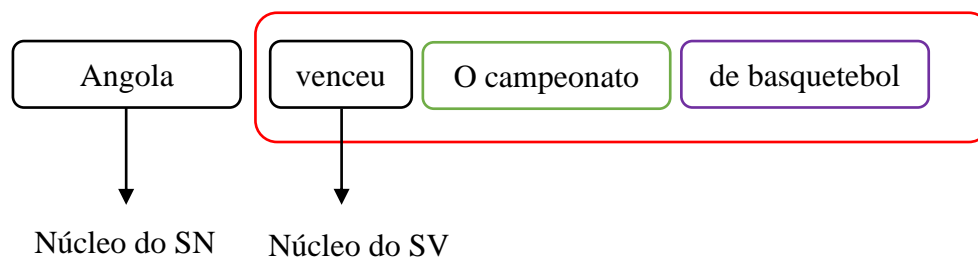 Angola venceu O campeonato de basquetebol
Núcleo do SN Núcleo do SV